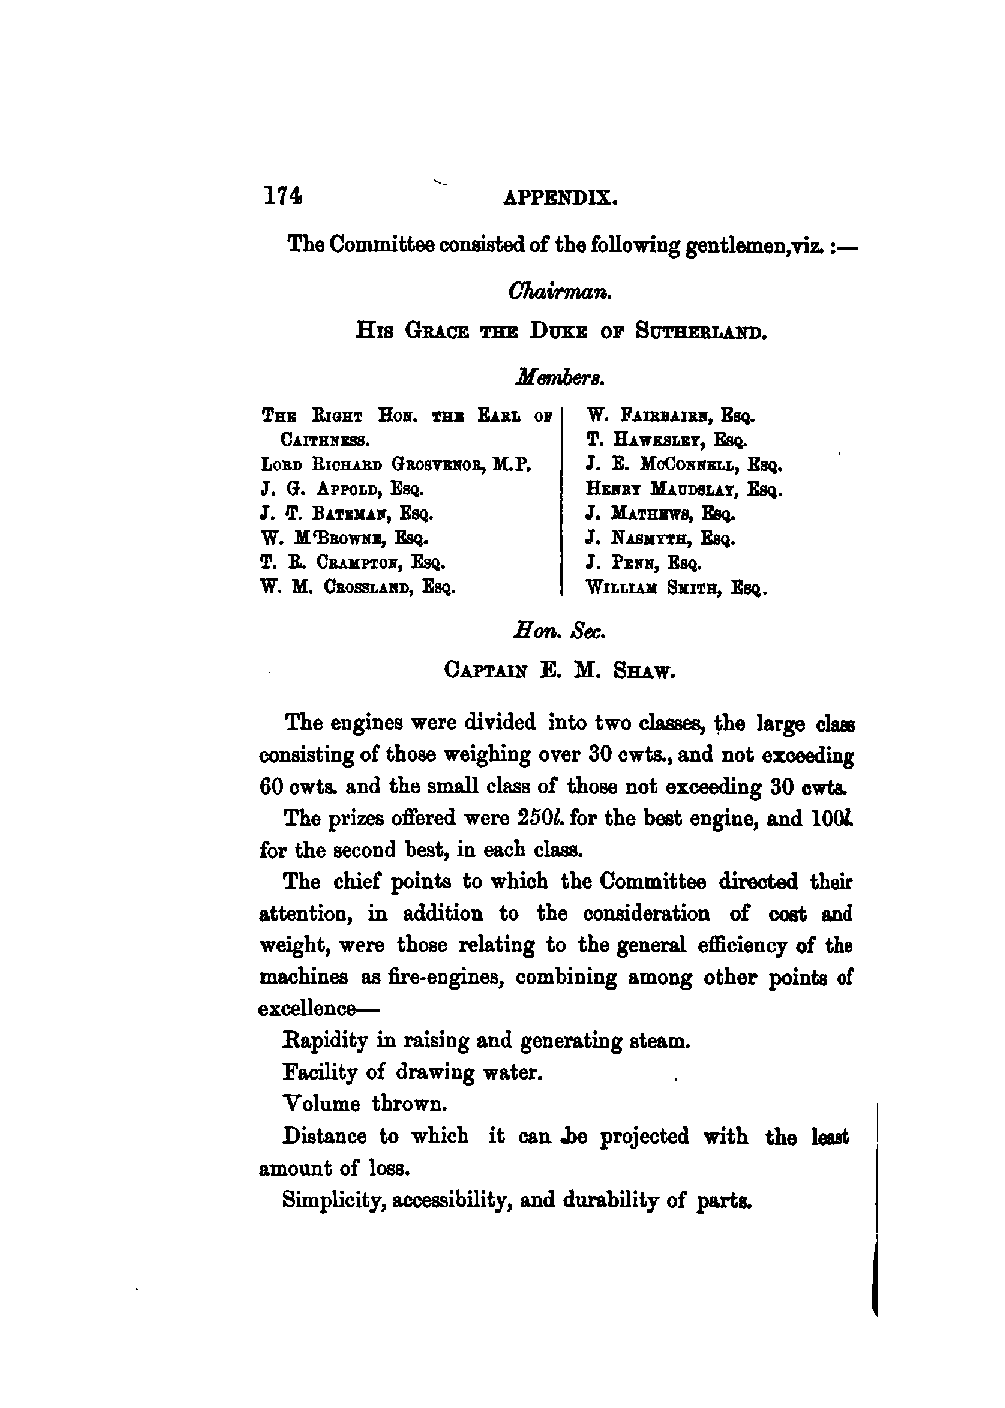 174 APPENDIX.
The Committee consisted of the following gentlemen, viz. :—
Chairman.
HIS GRACE THE DUKE OF SUTHERLAND.
Members.
THE RIGHT HON. THE EARL OF
CAITHNESS.
LORD RICHARD GROSVENOR, M.P.
J. G. APPOLD, ESQ.
J. T. BATEMAN, ESQ.
W. M'BROWNE, ESQ.
T. R. CRAMPTON, ESQ.
W. M. CROSSLAND, ESQ.
W. FAIRBAIRN, ESQ.
T. HAWESLEY, ESQ.
J. E. MCCONNELL, ESQ.
HENRY MAUDSLAY, ESQ.
J. MATHEWS, ESQ.
J. NASMYTH, ESQ.
J. PENN, ESQ.
WILLIAM SMITH, ESQ.
Hon. Sec.
CAPTAIN E. M. SHAW.
The engines were divided into two classes, the large class
consisting of those weighing over 30 cwts., and not exceeding
60 cwts. and the small class of those not exceeding 30 cwts.
The prizes offered were 250l. for the best engine, and 100l.
for the second best, in each class.
The chief points to which the Committee directed their
attention, in addition to the consideration of cost and
weight, were those relating to the general efficiency of the
machines as fire-engines, combining among other points of
excellence—
Rapidity in raising and generating steam.
Facility of drawing water.
Volume thrown.
Distance to which it can be projected with the least
amount of loss.
Simplicity, accessibility, and durability of parts.